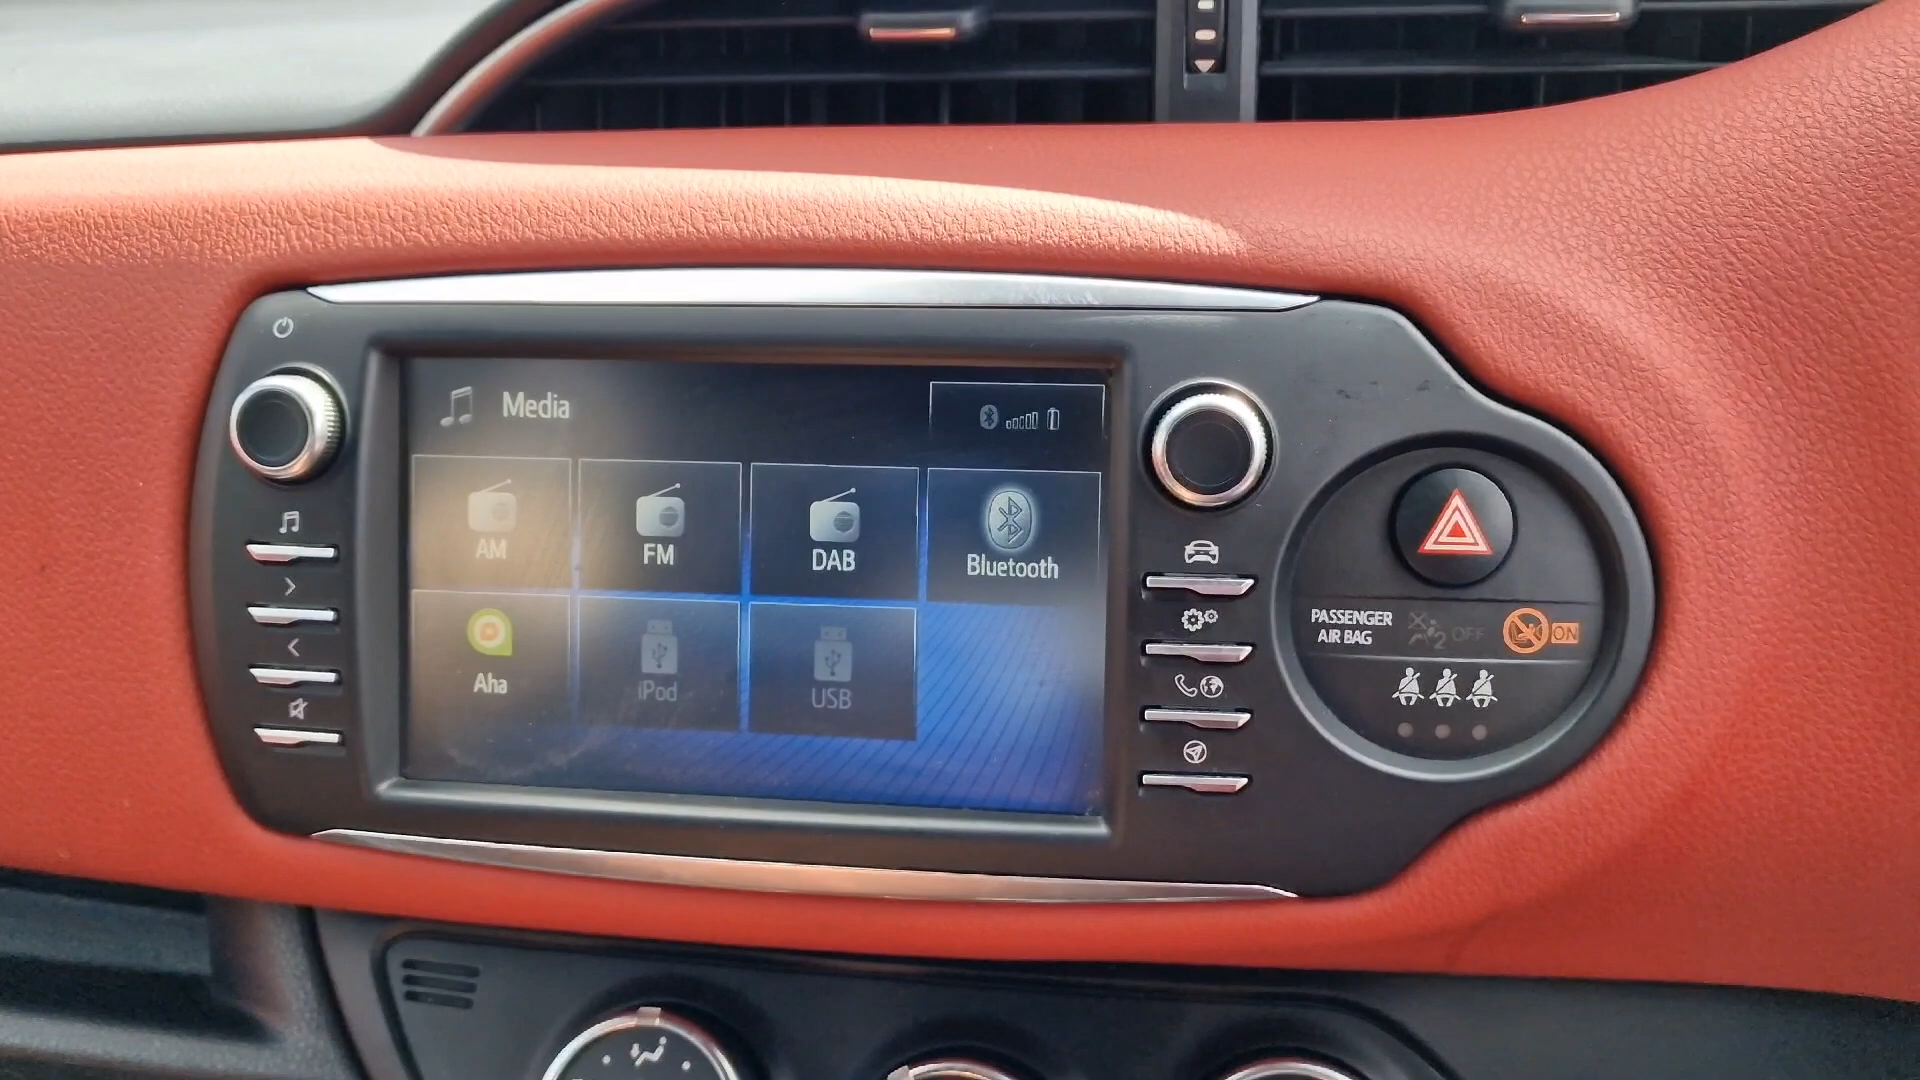 Media
AM
FM
DAB
Bluetooth
Aha
iPod
USB
PASSENGER
AIR BAG
OFF
ON